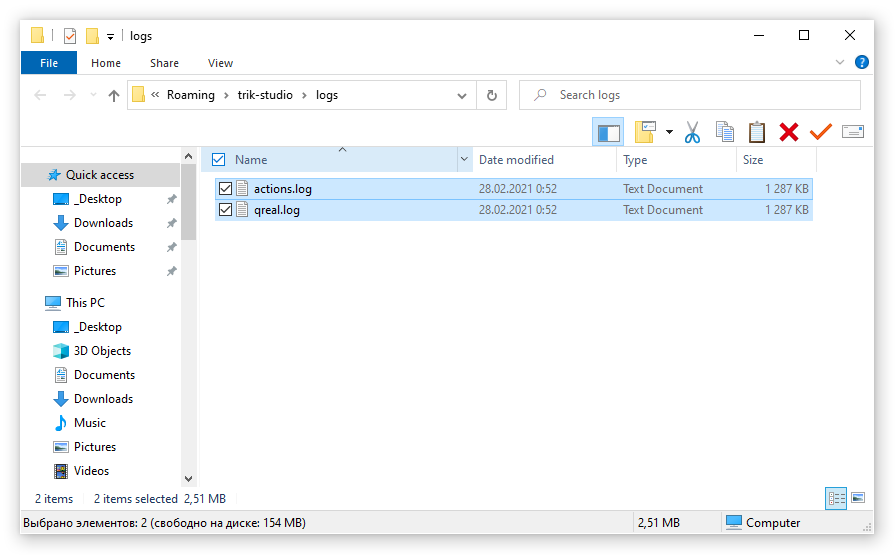 logs
File Home Share View
« Roaming › trik-studio › logs
Search logs
Name Date modified Type Size
Quick access
_Desktop
Downloads
Documents
Pictures
This PC
_Desktop
3D Objects
Documents
Downloads
Music
Pictures
Videos
actions.log 28.02.2021 0:52 Text Document 1 287 KB
qreal.log 28.02.2021 0:52 Text Document 1 287 KB
2 items 2 items selected 2,51 MB
Выбрано элементов: 2 (свободно на диске: 154 MB) 2,51 MB Computer